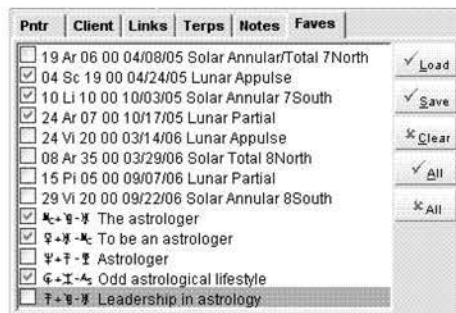 Pntr Client Links Terps Notes Faves
19 Ar 06 00 04/08/05 Solar Annular/Total 7North
04 Sc 19 00 04/24/05 Lunar Appulse
10 Li 10 00 10/03/05 Solar Annular 7South
24 Ar 07 00 10/17/05 Lunar Partial
24 Vi 20 00 03/14/06 Lunar Appulse
08 Ar 35 00 03/29/06 Solar Total 8North
15 Pi 05 00 09/07/06 Lunar Partial
29 Vi 20 00 09/22/06 Solar Annular 8South
The astrologer
To be an astrologer
Astrologer
Odd astrological lifestyle
Leadership in astrology
Load
Save
Clear
All
All